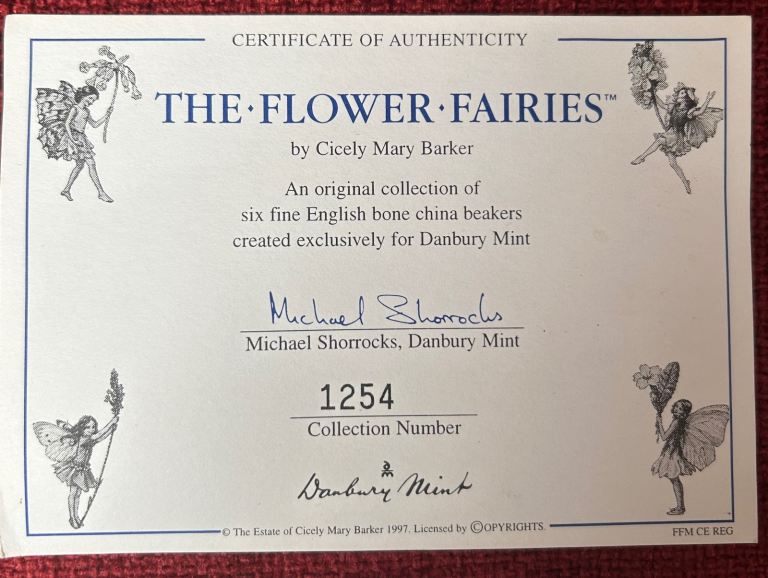 CERTIFICATE OF AUTHENTICITY
THE·FLOWER·FAIRIES™
by Cicely Mary Barker
An original collection of
six fine English bone china beakers
created exclusively for Danbury Mint
Michael Shorrocks
Michael Shorrocks, Danbury Mint
1254
Collection Number
DM
Danbury Mint
© The Estate of Cicely Mary Barker 1997. Licensed by ©OPYRIGHTS.
FFM CE REG